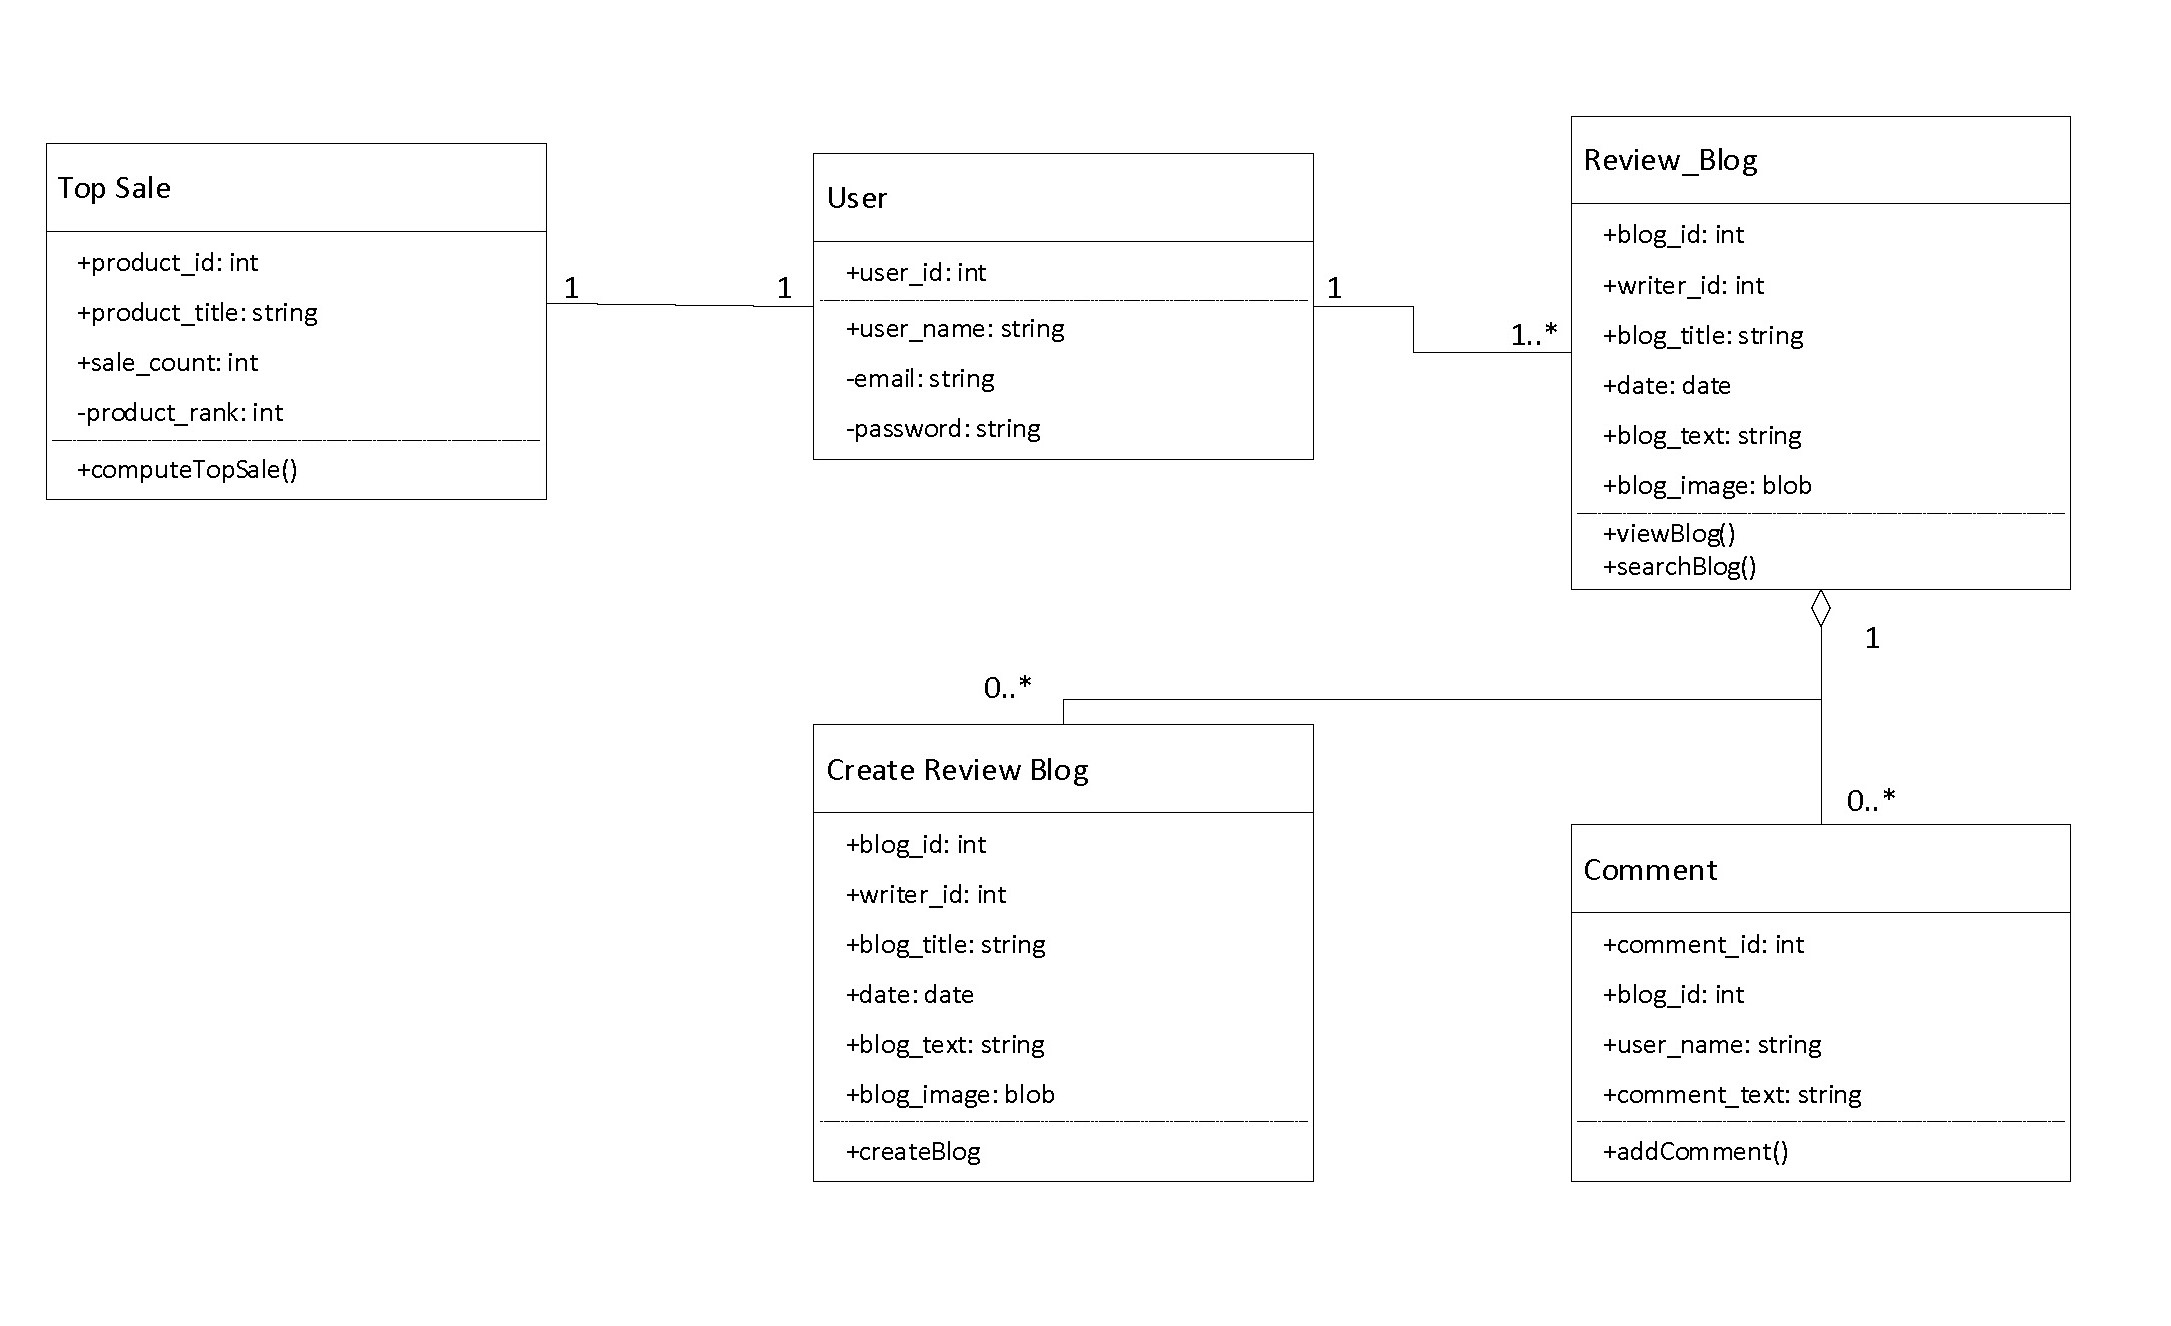 Top Sale
+product_id: int
+product_title: string
+sale_count: int
-product_rank: int
+computeTopSale()
1
1
User
+user_id: int
+user_name: string
-email: string
-password: string
1
1..*
Review_Blog
+blog_id: int
+writer_id: int
+blog_title: string
+date: date
+blog_text: string
+blog_image: blob
+viewBlog()
+searchBlog()
1
0..*
Create Review Blog
+blog_id: int
+writer_id: int
+blog_title: string
+date: date
+blog_text: string
+blog_image: blob
+createBlog
0..*
Comment
+comment_id: int
+blog_id: int
+user_name: string
+comment_text: string
+addComment()